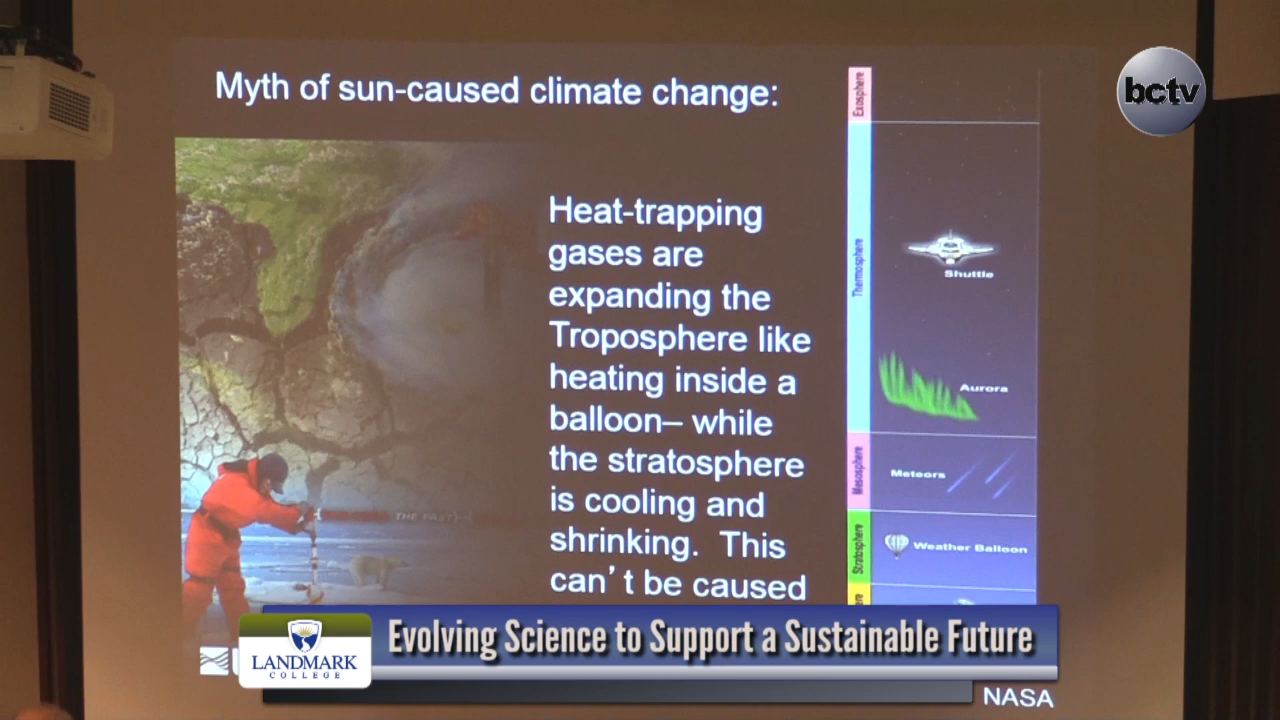 Myth of sun-caused climate change:
bctv
Heat-trapping
gases are
expanding the
Troposphere like
heating inside a
balloon– while
the stratosphere
is cooling and
shrinking. This
can't be caused
THE PAST
Exosphere
Thermosphere
Shuttle
Aurora
Mesosphere
Meteors
Stratosphere
Weather Balloon
LANDMARK
COLLEGE
Evolving Science to Support a Sustainable Future
NASA